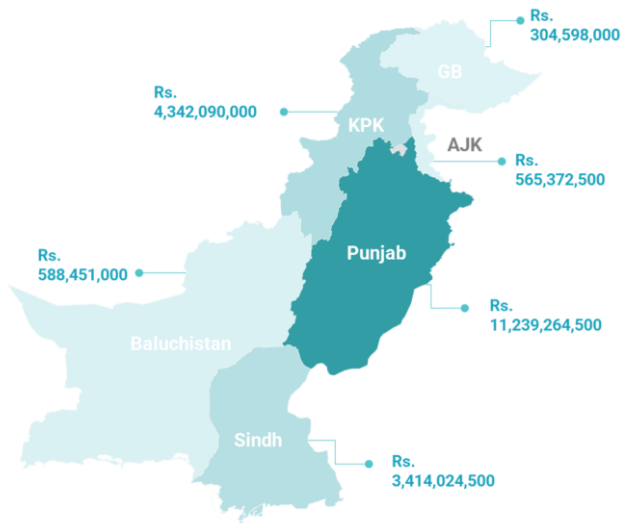 Rs.
304,598,000
GB
Rs.
4,342,090,000
KPK
AJK
Rs.
565,372,500
Punjab
Rs.
588,451,000
Rs.
11,239,264,500
Baluchistan
Sindh
Rs.
3,414,024,500